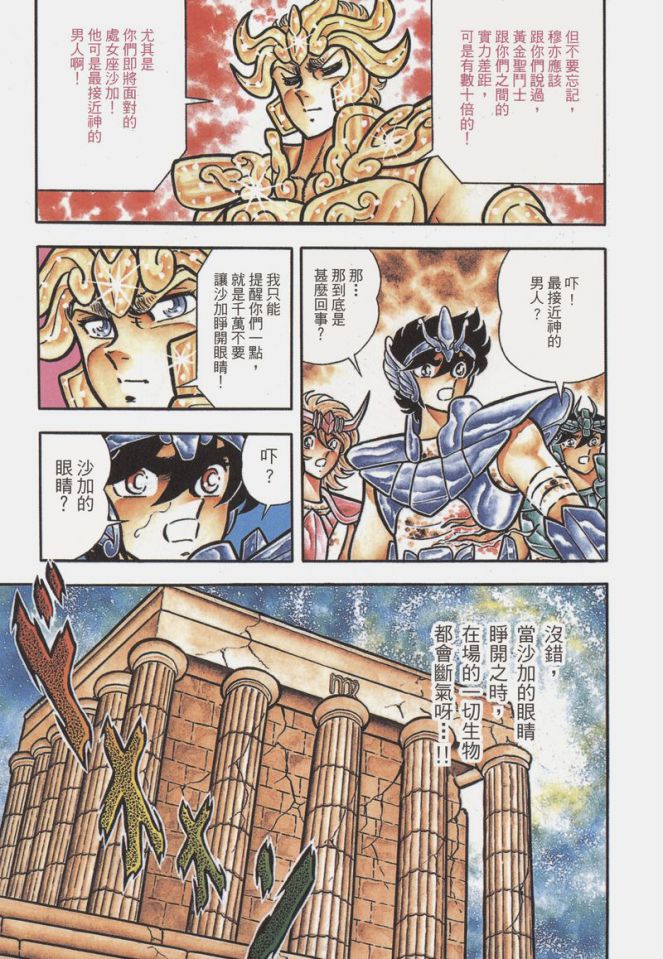 但不要忘記，
穆亦應該
跟你們說過，
黃金聖鬥士
跟你們之間的
實力差距，
可是有數十倍的！
尤其是
你們即將面對的
處女座沙加！
他可是最接近神的
男人啊！
吓！
最接近神的
男人？
那…
那到底是
甚麼回事？
我只能
提醒你們一點，
就是千萬不要
讓沙加睜開眼睛！
吓？
沙加的
眼睛？
沒錯，
當沙加的眼睛
睜開之時，
在場的一切生物
都會斷氣呀…!!
♍
ゴメメン